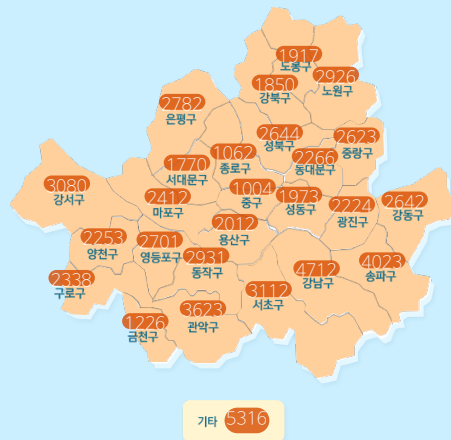 1917
노봉구
1850
강북구
2926
노원구
2782
은평구
2644
성북구
2623
중랑구
1062
종로구
2266
동대문구
1770
서대문구
3080
강서구
2412
마포구
1004
중구
1973
성동구
2224
광진구
2642
강동구
2012
용산구
2253
양천구
2701
영등포구
2931
동작구
4023
송파구
4712
강남구
2338
구로구
3112
서초구
1226
금천구
3623
관악구
기타 5316